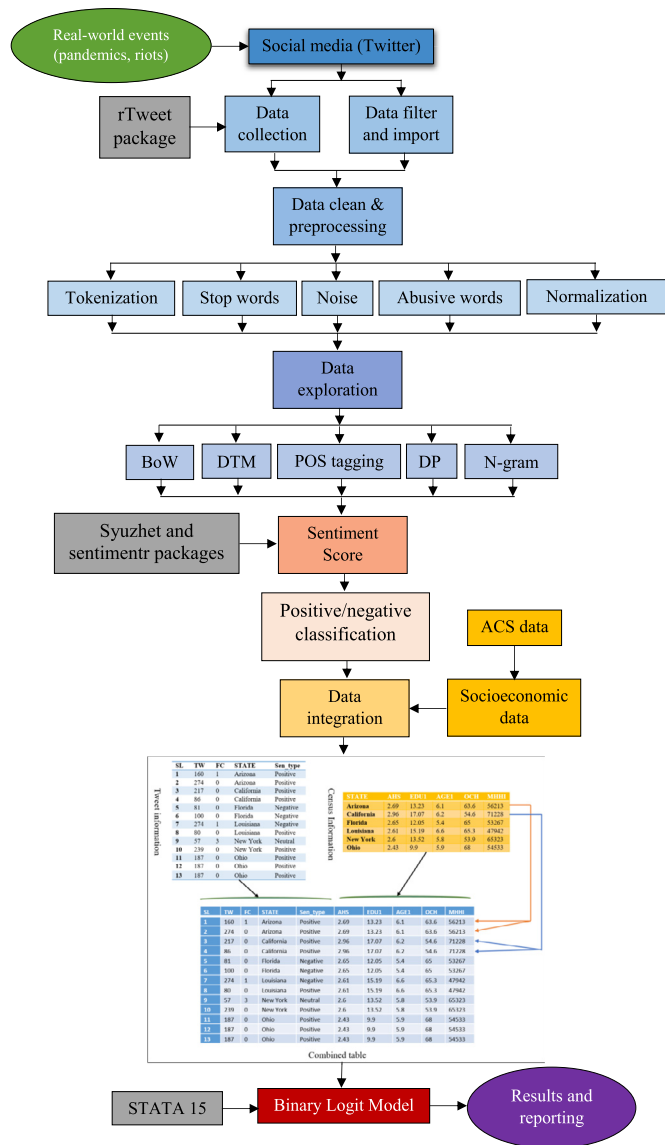 Real-world events
(pandemics, riots)
Social media (Twitter)
rTweet
package
Data
collection
Data filter
and import
Data clean &
preprocessing
Tokenization
Stop words
Noise
Abusive words
Normalization
Data
exploration
BoW
DTM
POS tagging
DP
N-gram
Syuzhet and
sentimentr packages
Sentiment
Score
Positive/negative
classification
ACS data
Data
integration
Socioeconomic
data
Tweet information
SL TW FC STATE Sen_type
1 160 1 Arizona Positive
2 274 0 Arizona Positive
3 217 0 California Positive
4 86 0 California Positive
5 81 0 Florida Negative
6 100 0 Florida Negative
7 274 1 Louisiana Negative
8 80 0 Louisiana Positive
9 57 3 New York Neutral
10 239 0 New York Positive
11 187 0 Ohio Positive
12 187 0 Ohio Positive
13 187 0 Ohio Positive
Census Information
STATE AHS EDU1 AGE1 OCH MHHI
Arizona 2.69 13.23 6.1 63.6 56213
California 2.96 17.07 6.2 54.6 71228
Florida 2.65 12.05 5.4 65 53267
Louisiana 2.61 15.19 6.6 65.3 47942
New York 2.6 13.52 5.8 53.9 65323
Ohio 2.43 9.9 5.9 68 54533
SL TW FC STATE Sen_type AHS EDU1 AGE1 OCH MHHI
1 160 1 Arizona Positive 2.69 13.23 6.1 63.6 56213
2 274 0 Arizona Positive 2.69 13.23 6.1 63.6 56213
3 217 0 California Positive 2.96 17.07 6.2 54.6 71228
4 86 0 California Positive 2.96 17.07 6.2 54.6 71228
5 81 0 Florida Negative 2.65 12.05 5.4 65 53267
6 100 0 Florida Negative 2.65 12.05 5.4 65 53267
7 274 1 Louisiana Negative 2.61 15.19 6.6 65.3 47942
8 80 0 Louisiana Positive 2.61 15.19 6.6 65.3 47942
9 57 3 New York Neutral 2.6 13.52 5.8 53.9 65323
10 239 0 New York Positive 2.6 13.52 5.8 53.9 65323
11 187 0 Ohio Positive 2.43 9.9 5.9 68 54533
12 187 0 Ohio Positive 2.43 9.9 5.9 68 54533
13 187 0 Ohio Positive 2.43 9.9 5.9 68 54533
Combined table
STATA 15
Binary Logit Model
Results and
reporting